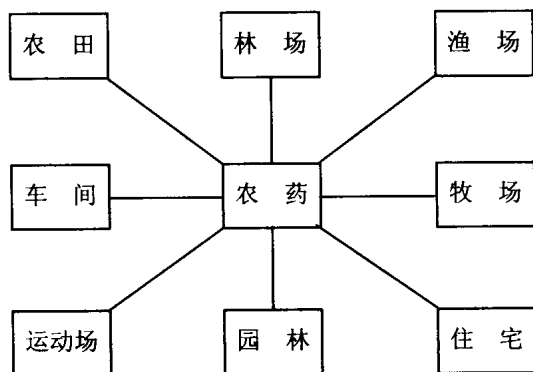 农 田
林 场
渔 场
车 间
农 药
牧 场
运动场
园 林
住 宅